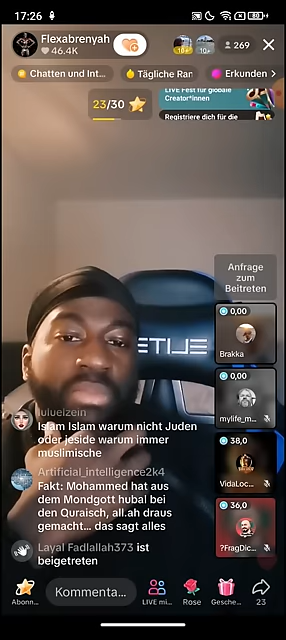 17:26
80
Flexabrenyah
46.4K
269
Chatten und Int...
Tägliche Ran
Erkunden
23/30
LIVE Fest für globale
Creator*innen
Registriere dich für die
Anfrage
zum
Beitreten
0,00
Brakka
0,00
mylife_m...
38,0
VidaLoc...
36,0
?FragDic...
luluelzein
Islam Islam warum nicht Juden
oder jeside warum immer
muslimische
Artificial_intelligence2k4
Fakt: Mohammed hat aus
dem Mondgott hubal bei
den Quraisch, all.ah draus
gemacht... das sagt alles
Layal Fadlallah373 ist
beigetreten
Abonn...
Kommenta...
LIVE mi...
Rose
Gesche...
23